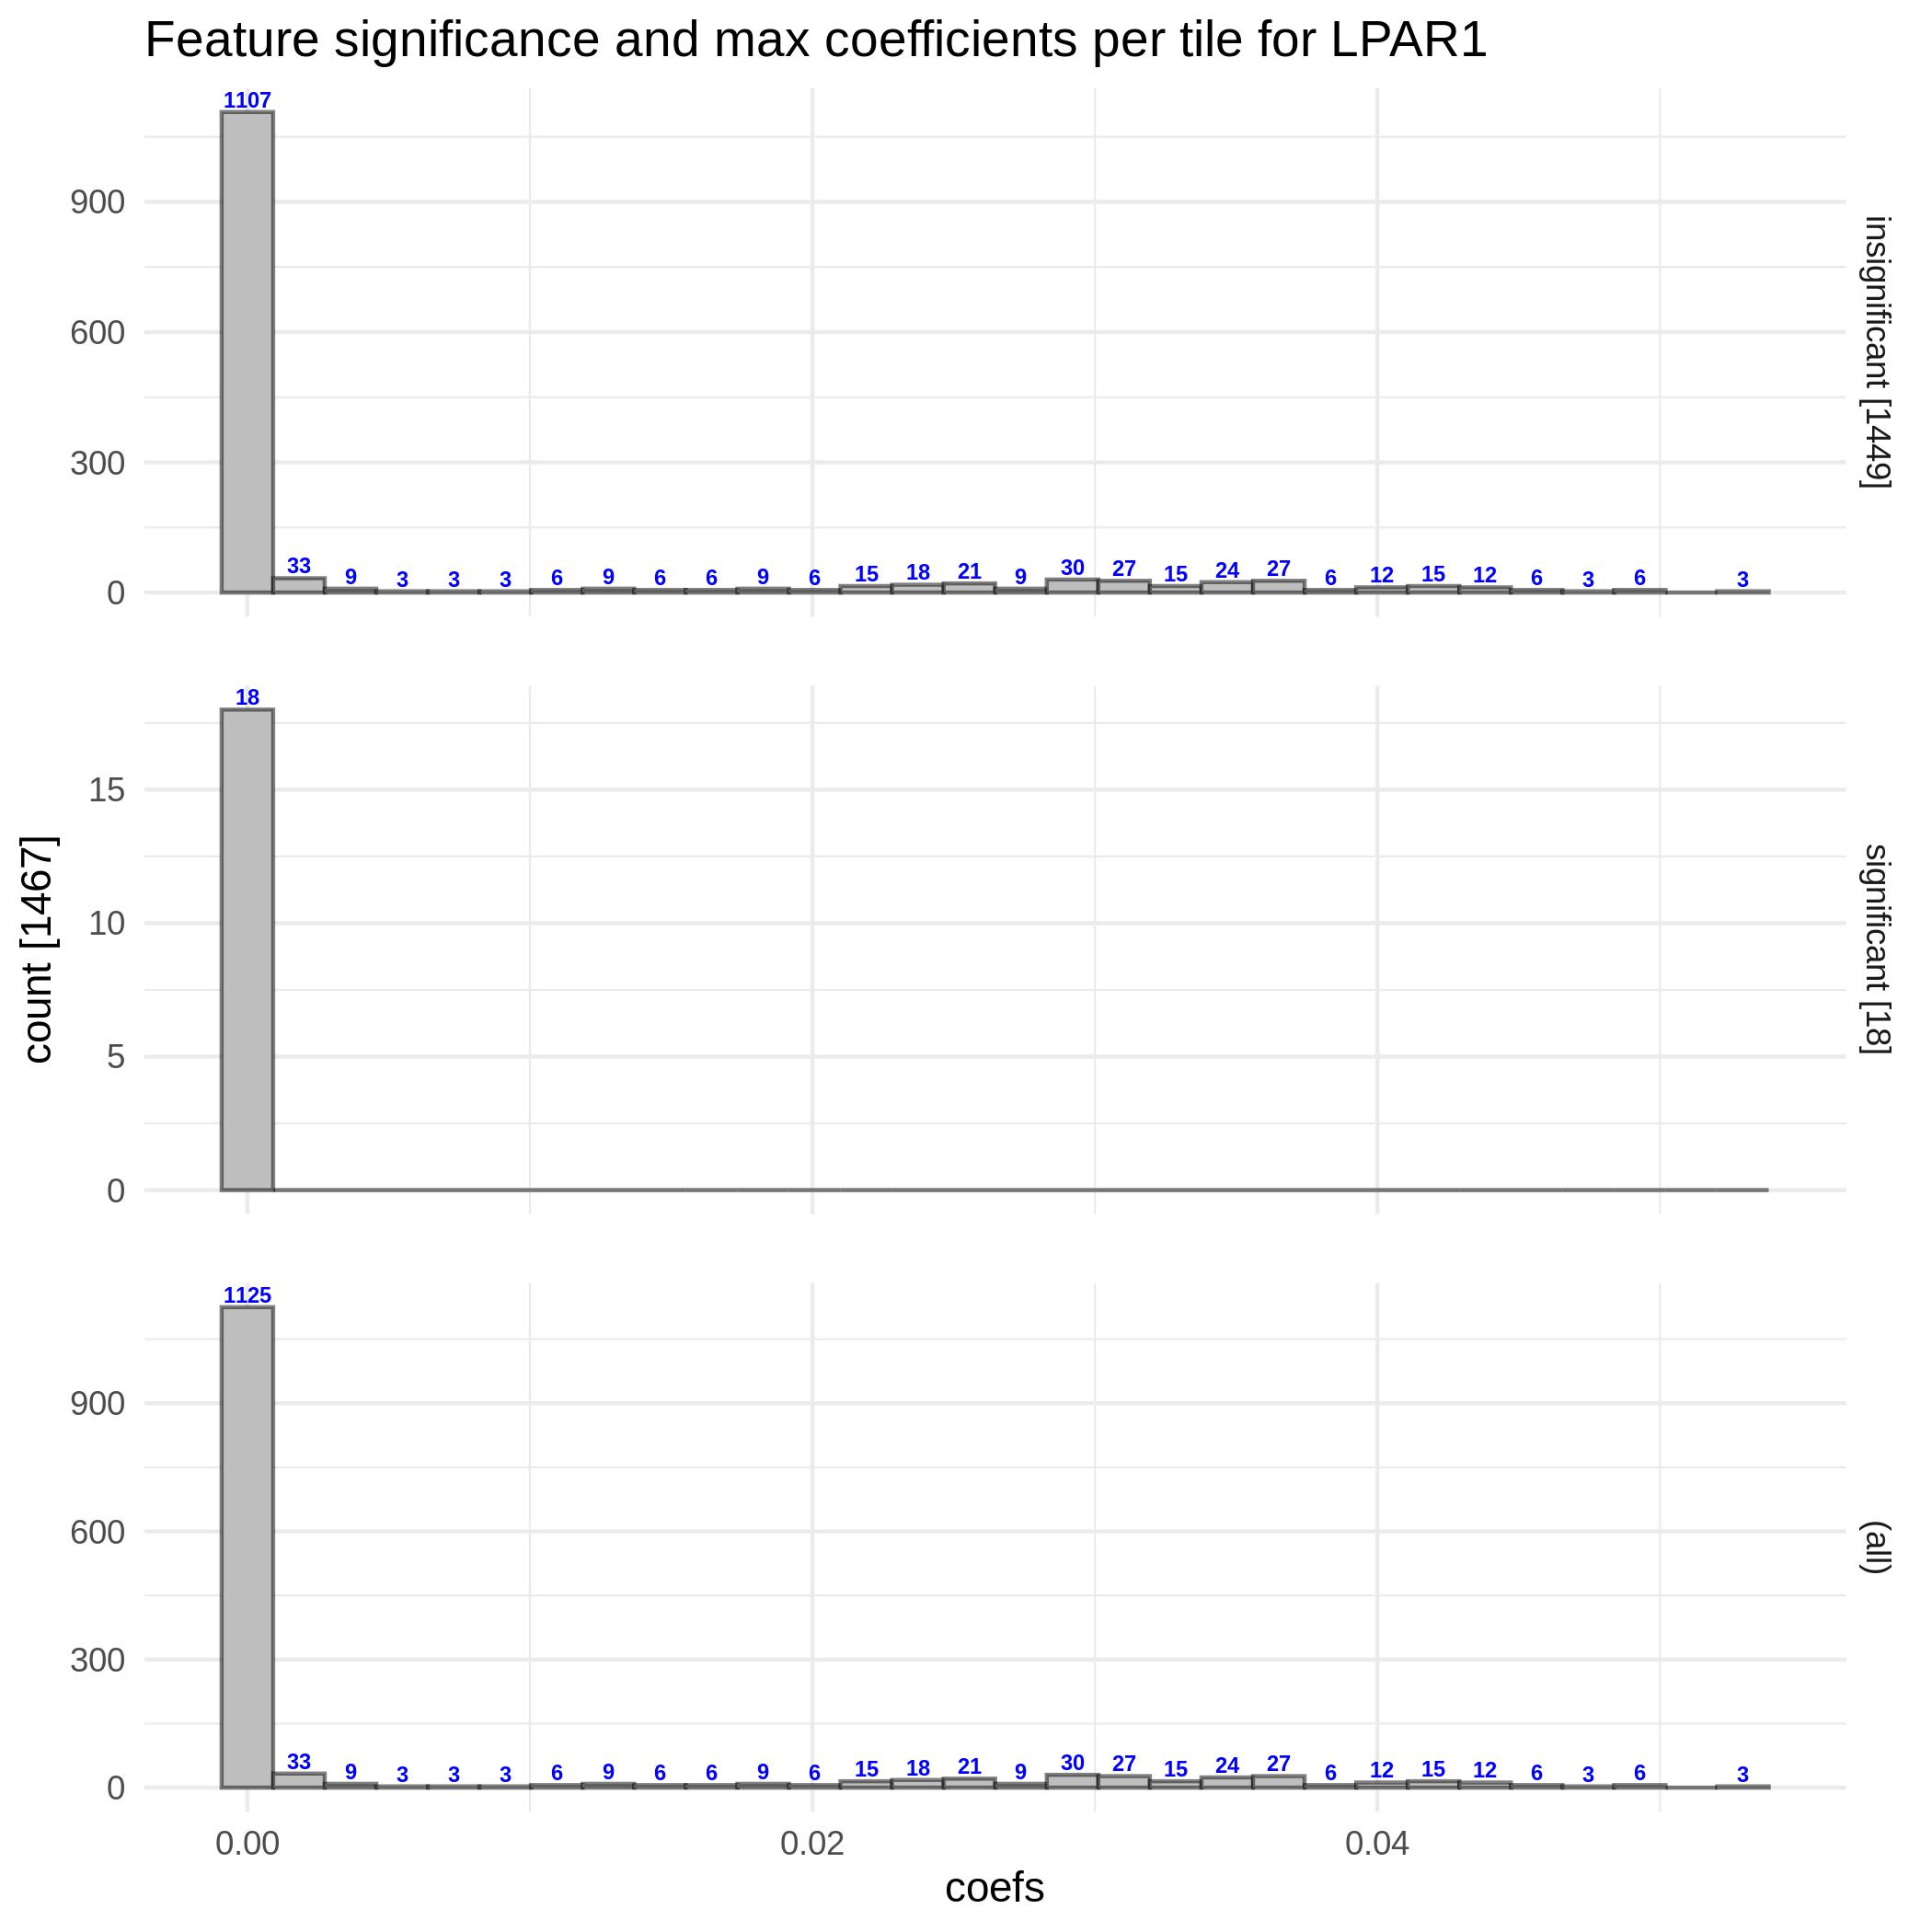 Feature significance and max coefficients per tile for LPAR1
1107
900
600
300
0
33 9 3 3 3 6 9 6 6 9 6 15 18 21 9 30 27 15 24 27 6 12 15 12 6 3 6 3
insignificant [1449]
18
15
10
5
0
significant [18]
count [1467]
1125
900
600
300
0
33 9 3 3 3 6 9 6 6 9 6 15 18 21 9 30 27 15 24 27 6 12 15 12 6 3 6 3
(all)
0.00 0.02 0.04
coefs